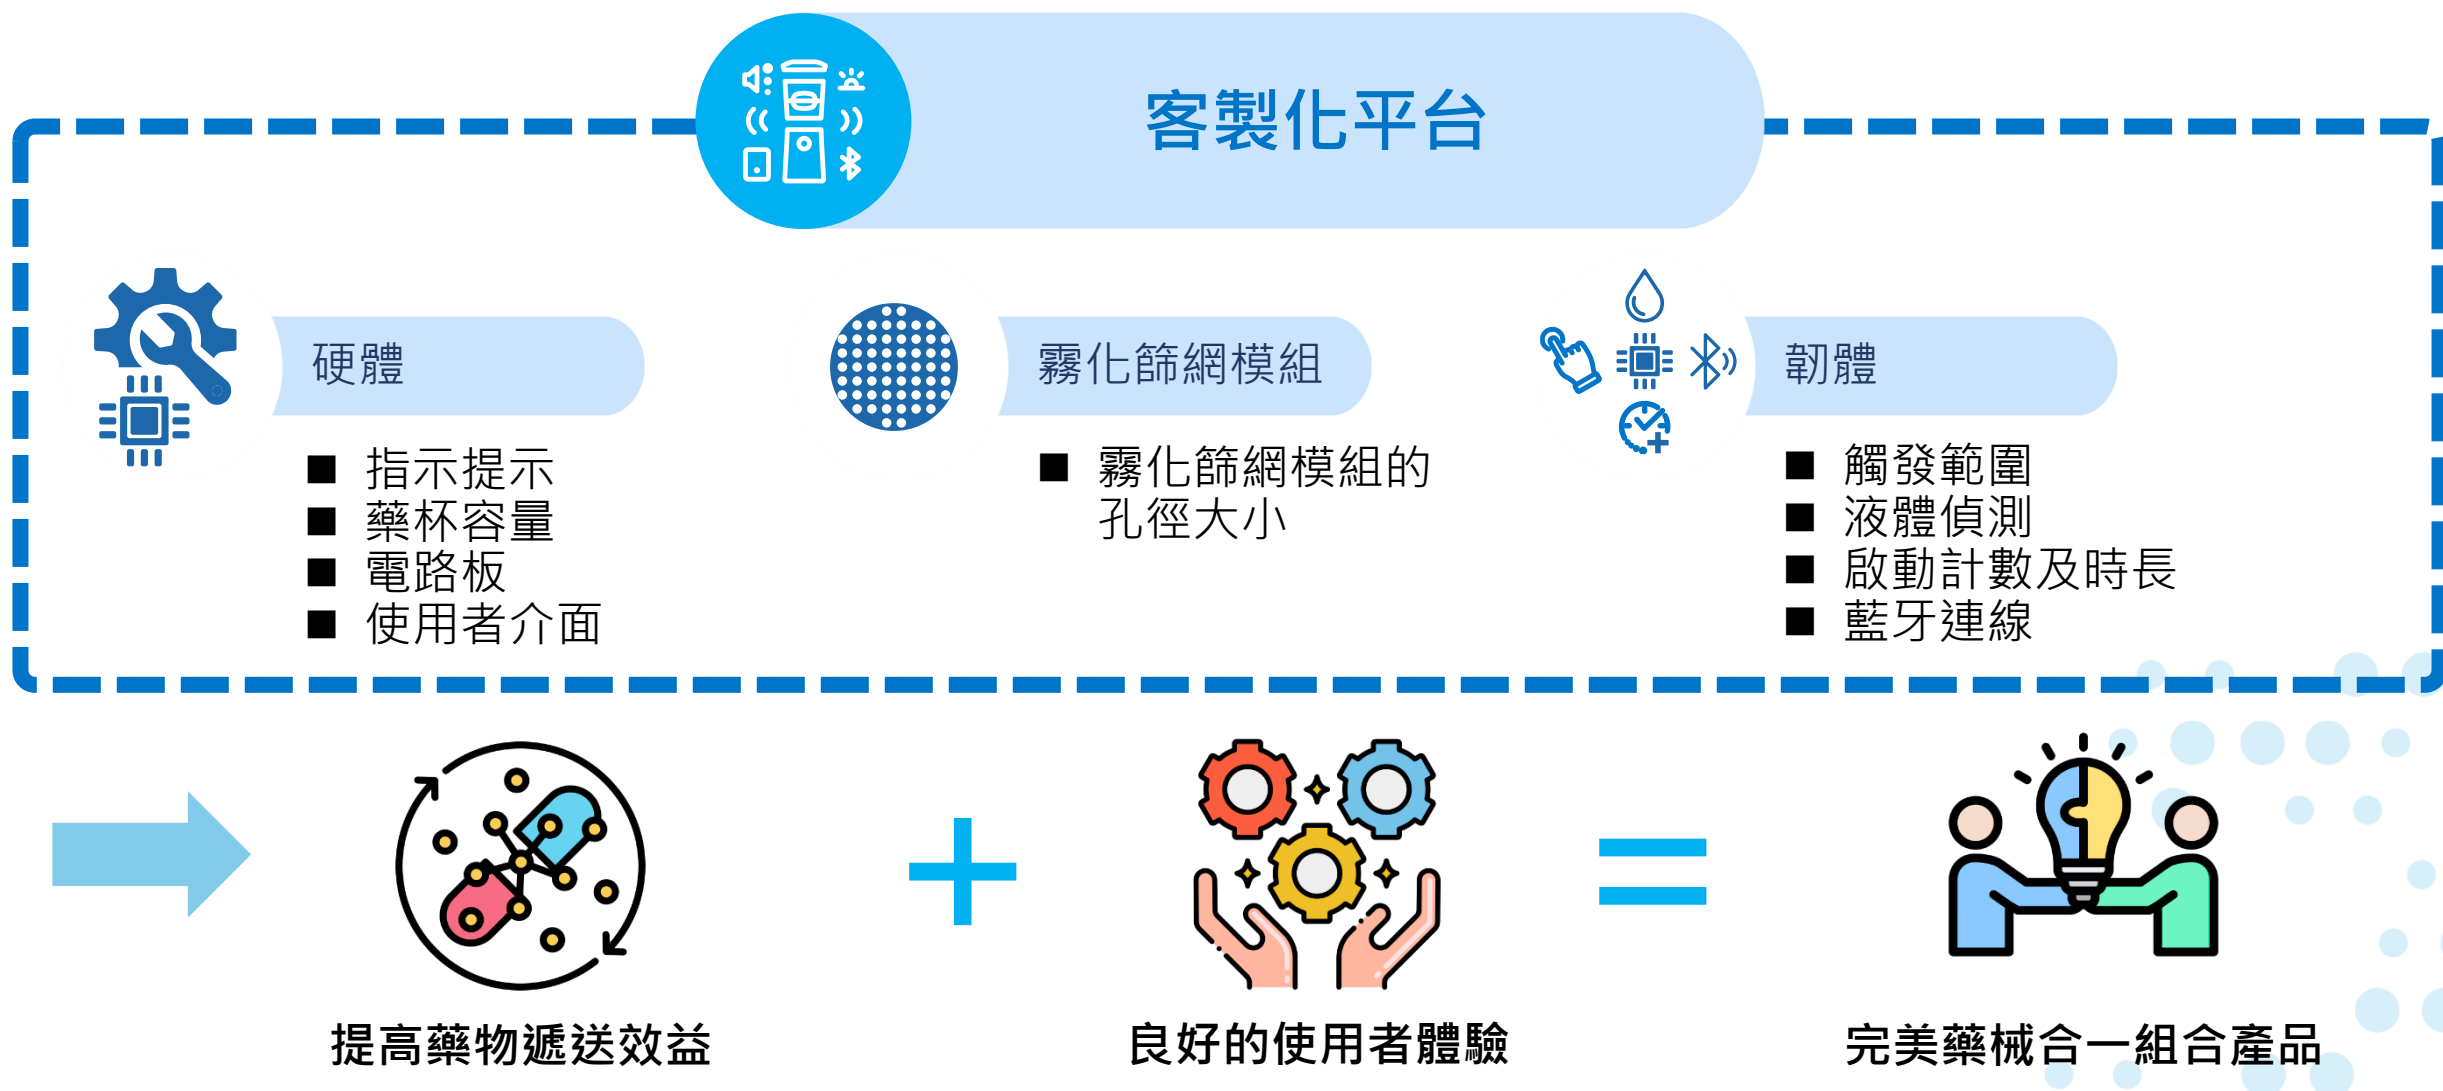 客製化平台
硬體
■ 指示提示
■ 藥杯容量
■ 電路板
■ 使用者介面
霧化篩網模組
■ 霧化篩網模組的
孔徑大小
韌體
■ 觸發範圍
■ 液體偵測
■ 啟動計數及時長
■ 藍牙連線
提高藥物遞送效益
良好的使用者體驗
完美藥械合一組合產品